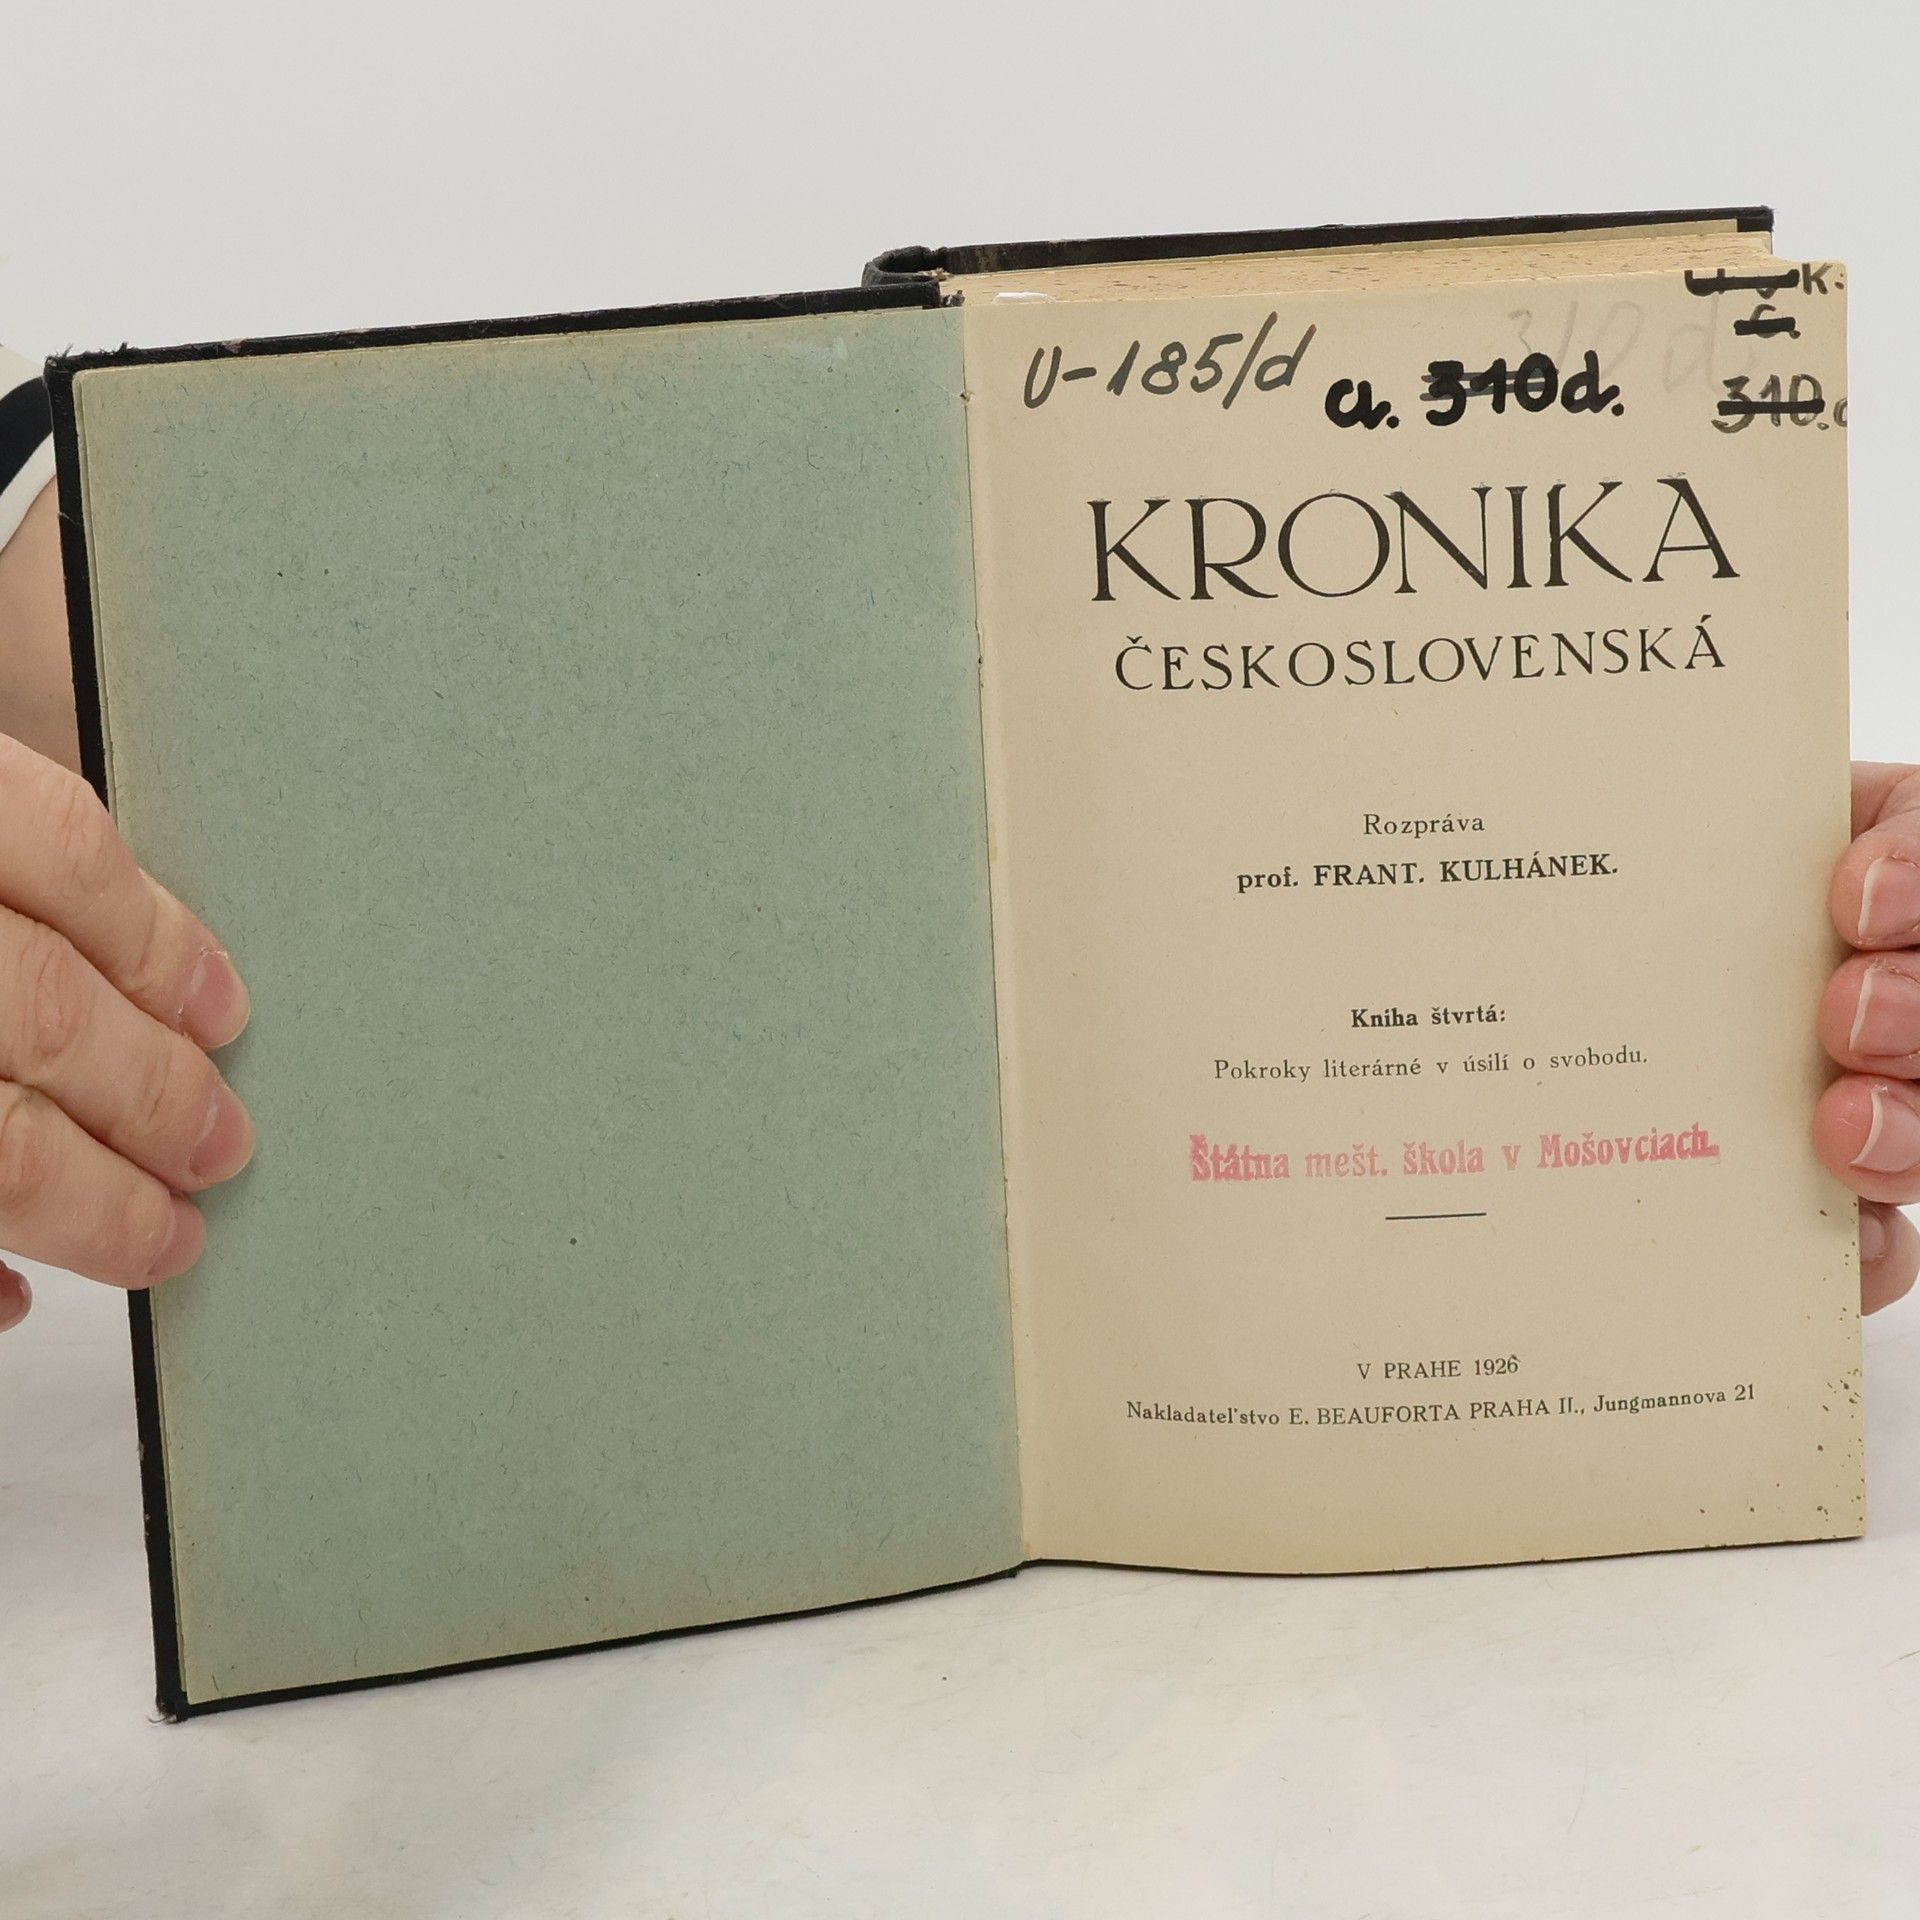 k.
č.
U-185/d a. 310d. 310.
KRONIKA
ČESKOSLOVENSKÁ
Rozpráva
prof. FRANT. KULHÁNEK.
Kniha štvrtá:
Pokroky literárné v úsilí o svobodu.
Štátna mešt. škola v Mošovciach.
V PRAHE 1926
Nakladateľstvo E. BEAUFORTA PRAHA II., Jungmannova 21